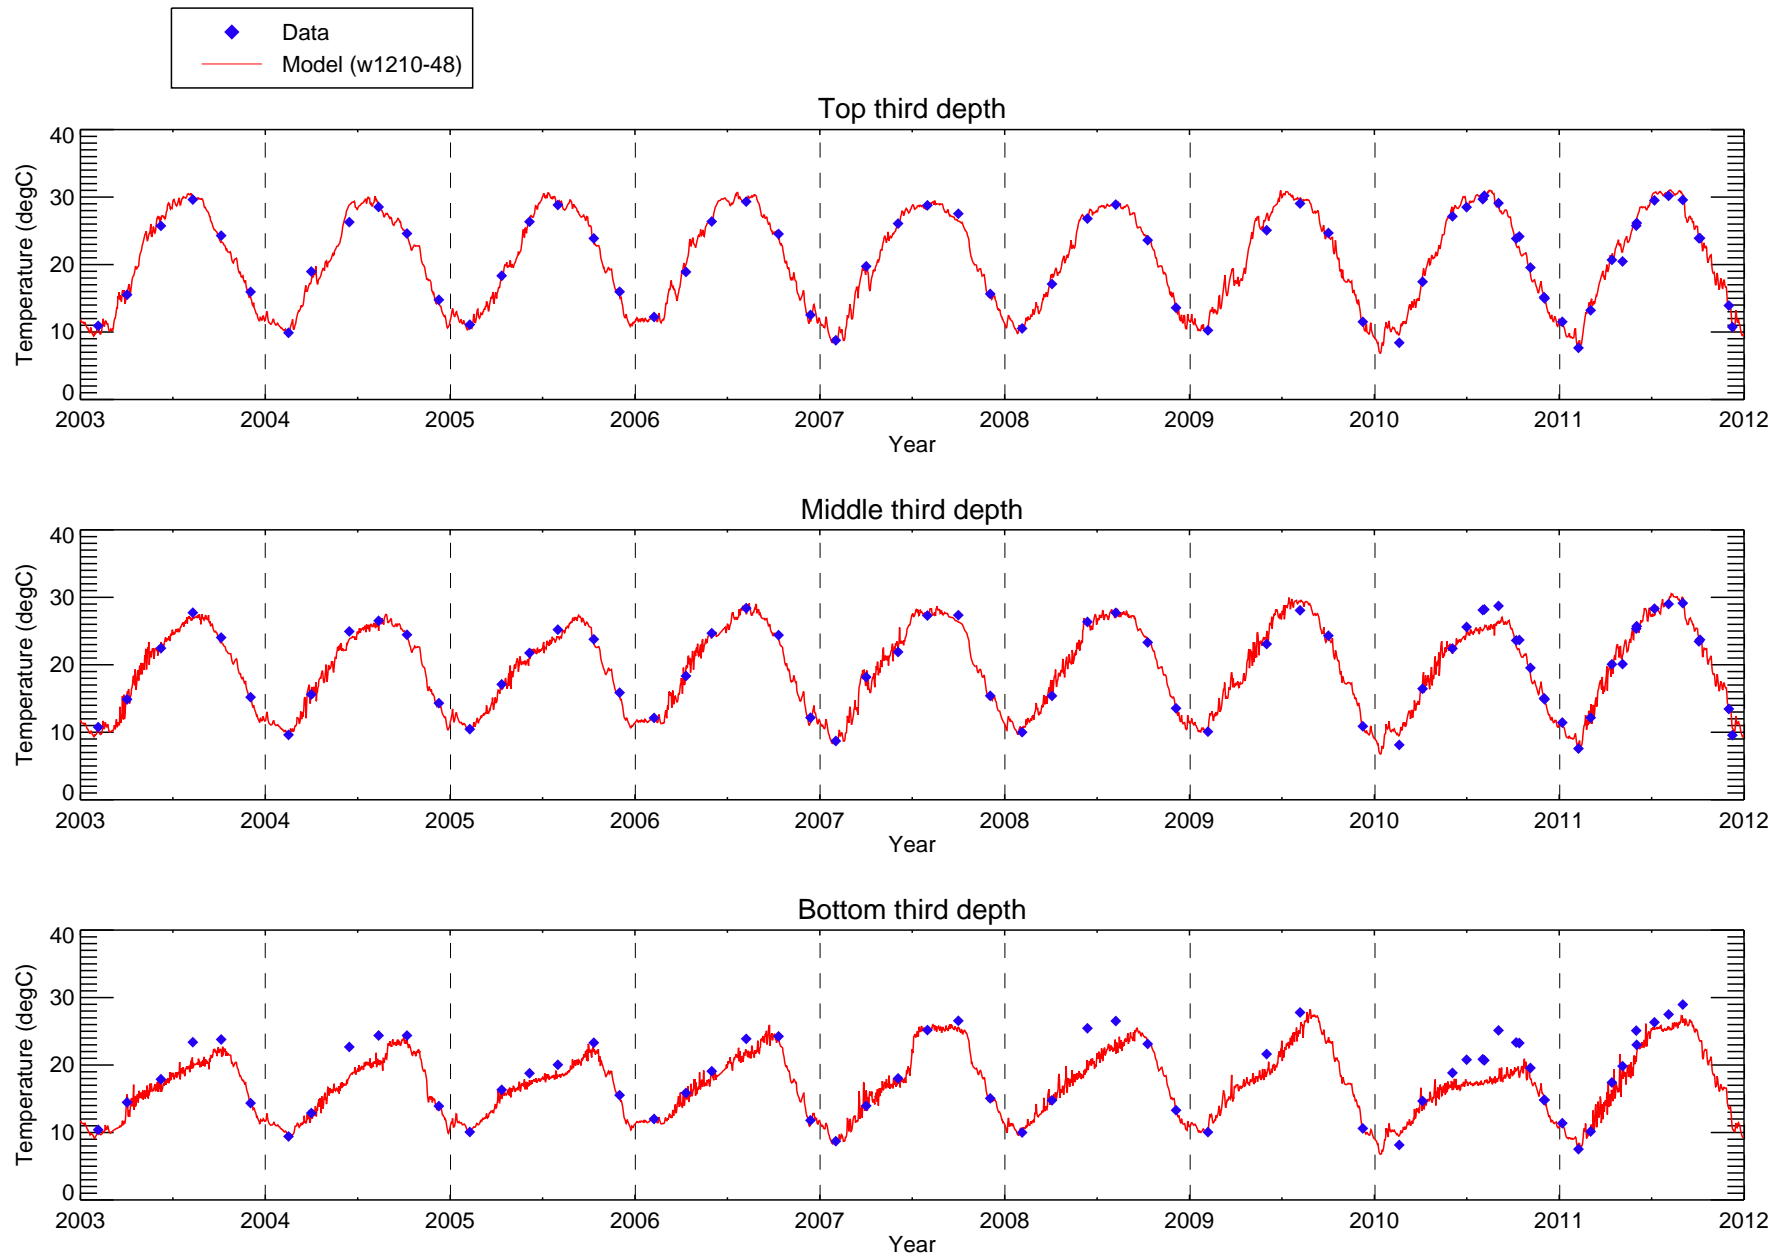 Data
Model (w1210-48)
Top third depth
Temperature (degC)
40
30
20
10
0
2003 2004 2005 2006 2007 2008 2009 2010 2011 2012
Year
Middle third depth
Temperature (degC)
40
30
20
10
0
2003 2004 2005 2006 2007 2008 2009 2010 2011 2012
Year
Bottom third depth
Temperature (degC)
40
30
20
10
0
2003 2004 2005 2006 2007 2008 2009 2010 2011 2012
Year